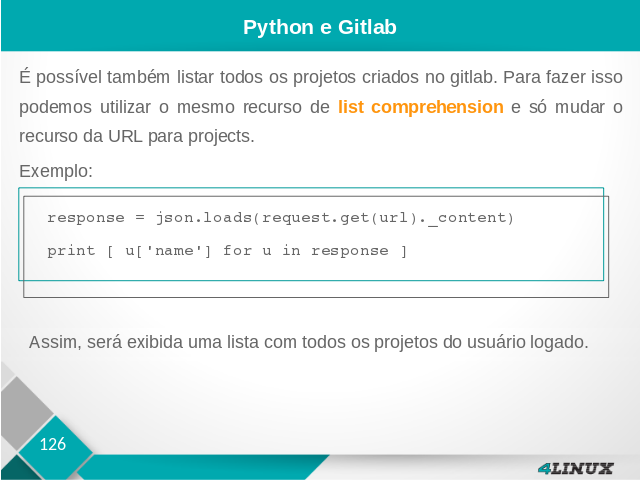 Python e Gitlab
É possível também listar todos os projetos criados no gitlab. Para fazer isso
podemos utilizar o mesmo recurso de list comprehension e só mudar o
recurso da URL para projects.
Exemplo:
response = json.loads(request.get(url)._content)
print [ u['name'] for u in response ]
Assim, será exibida uma lista com todos os projetos do usuário logado.
126
4LINUX